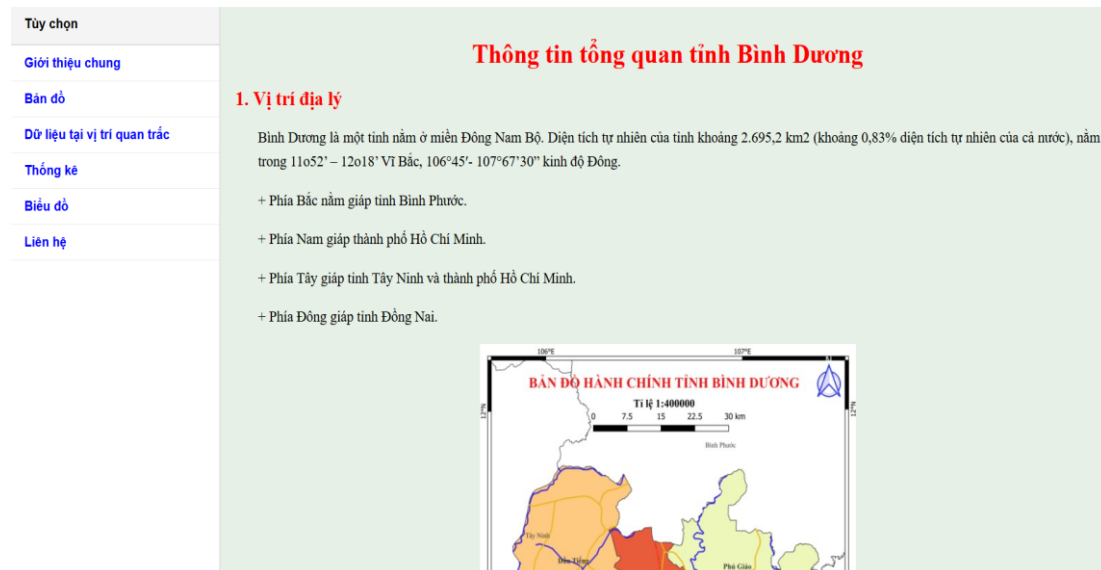 Tùy chọn
Giới thiệu chung
Bản đồ
Dữ liệu tại vị trí quan trắc
Thống kê
Biểu đồ
Liên hệ
Thông tin tổng quan tỉnh Bình Dương
1. Vị trí địa lý
Bình Dương là một tỉnh nằm ở miền Đông Nam Bộ. Diện tích tự nhiên của tỉnh khoảng 2.695,2 km2 (khoảng 0,83% diện tích tự nhiên của cả nước), nằm
trong 11o52’ – 12o18’ Vĩ Bắc, 106°45′- 107°67’30” kinh độ Đông.
+ Phía Bắc nằm giáp tỉnh Bình Phước.
+ Phía Nam giáp thành phố Hồ Chí Minh.
+ Phía Tây giáp tỉnh Tây Ninh và thành phố Hồ Chí Minh.
+ Phía Đông giáp tỉnh Đồng Nai.
106°E 107°E
BẢN ĐỒ HÀNH CHÍNH TỈNH BÌNH DƯƠNG
Tỉ lệ 1:400000
12°N 12°N
0 7.5 15 22.5 30 km
Bình Phước
Tây Ninh
Dầu Tiếng
Phú Giáo